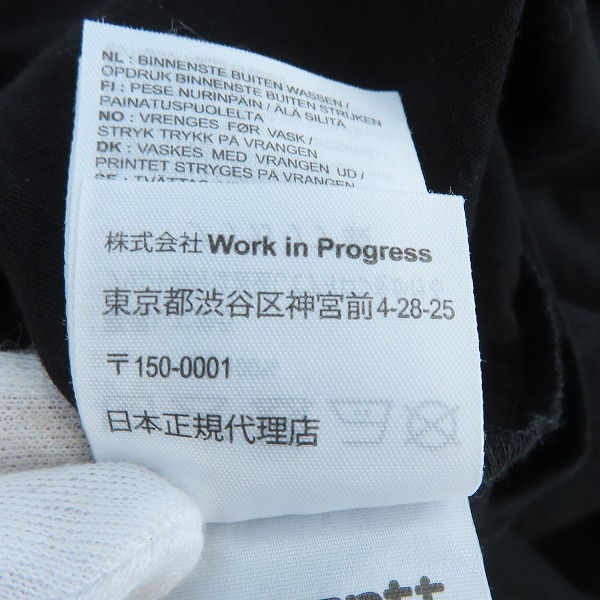 NL : BINNENSTE BUITEN WASSEN /
OPDRUK BINNENSTE BUITEN STRIJKEN
FI : PESE NURINPÄIN / ÄLÄ SILITÄ
PAINATUSPUOLELTA
NO : VRENGES FØR VASK /
STRYK TRYKK PÅ VRANGEN
DK : VASKES MED VRANGEN UD /
PRINTET STRYGES PÅ VRANGEN
株式会社 Work in Progress
東京都渋谷区神宮前4-28-25
〒150-0001
日本正規代理店